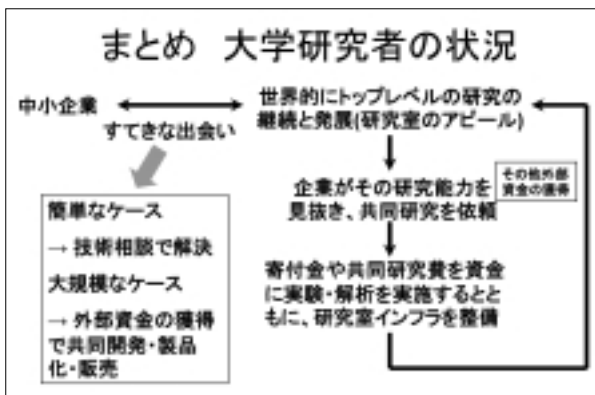 まとめ　大学研究者の状況
中小企業
すてきな出会い
世界的にトップレベルの研究の
継続と発展(研究室のアピール)
企業がその研究能力を
見抜き、共同研究を依頼
その他外部
資金の獲得
寄付金や共同研究費を資金
に実験・解析を実施するとと
もに、研究室インフラを整備
簡単なケース
→ 技術相談で解決
大規模なケース
→ 外部資金の獲得
で共同開発・製品
化・販売